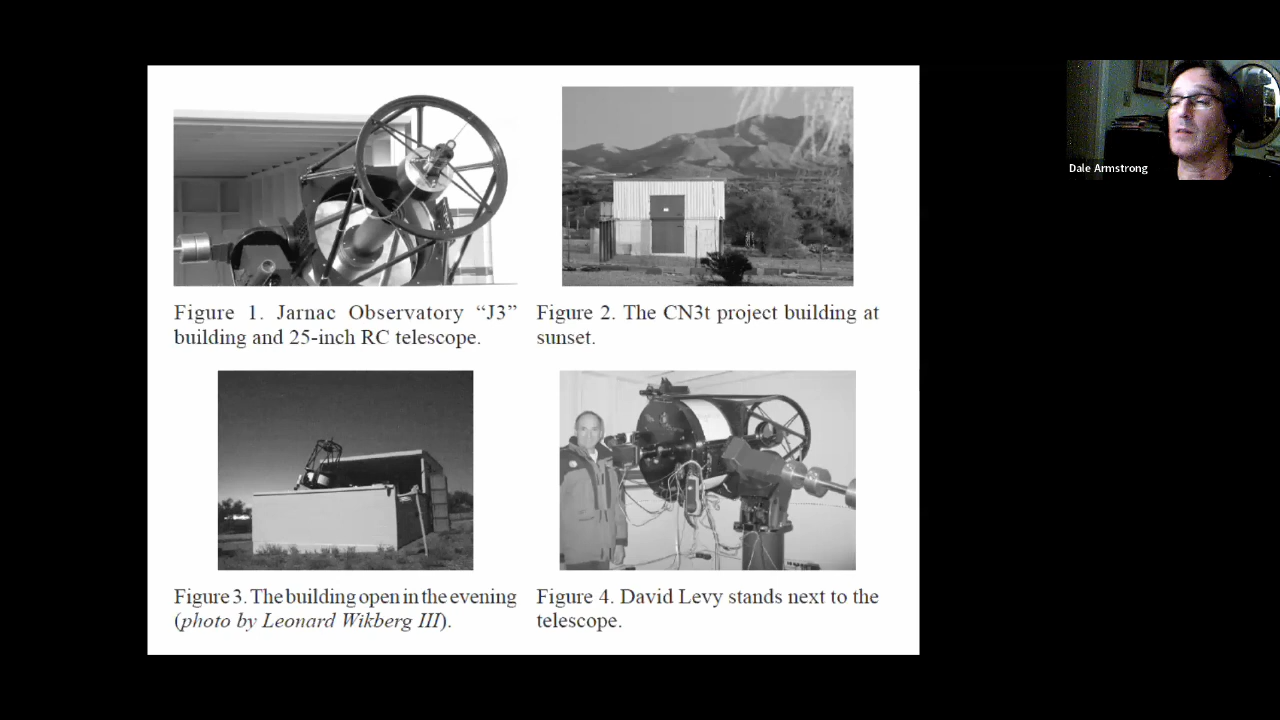 Dale Armstrong
Figure 1. Jarnac Observatory “J3”
building and 25-inch RC telescope.
Figure 2. The CN3t project building at
sunset.
Figure 3. The building open in the evening
(photo by Leonard Wikberg III).
Figure 4. David Levy stands next to the
telescope.